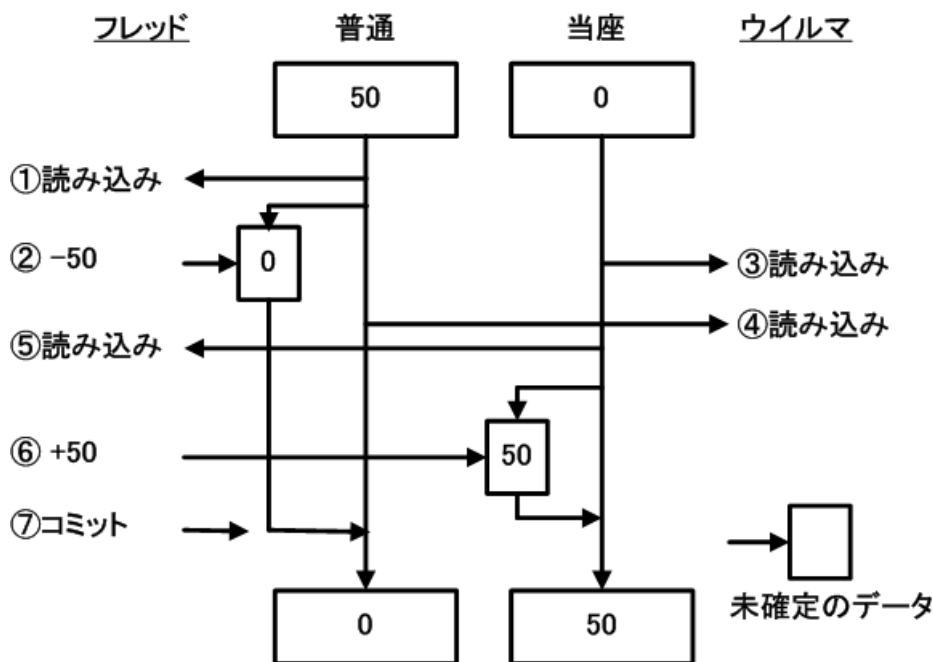 フレッド 普通 当座 ウイルマ
50 0
①読み込み
② −50 0 ③読み込み
④読み込み
⑤読み込み
⑥ +50 50
⑦コミット
未確定のデータ
0 50